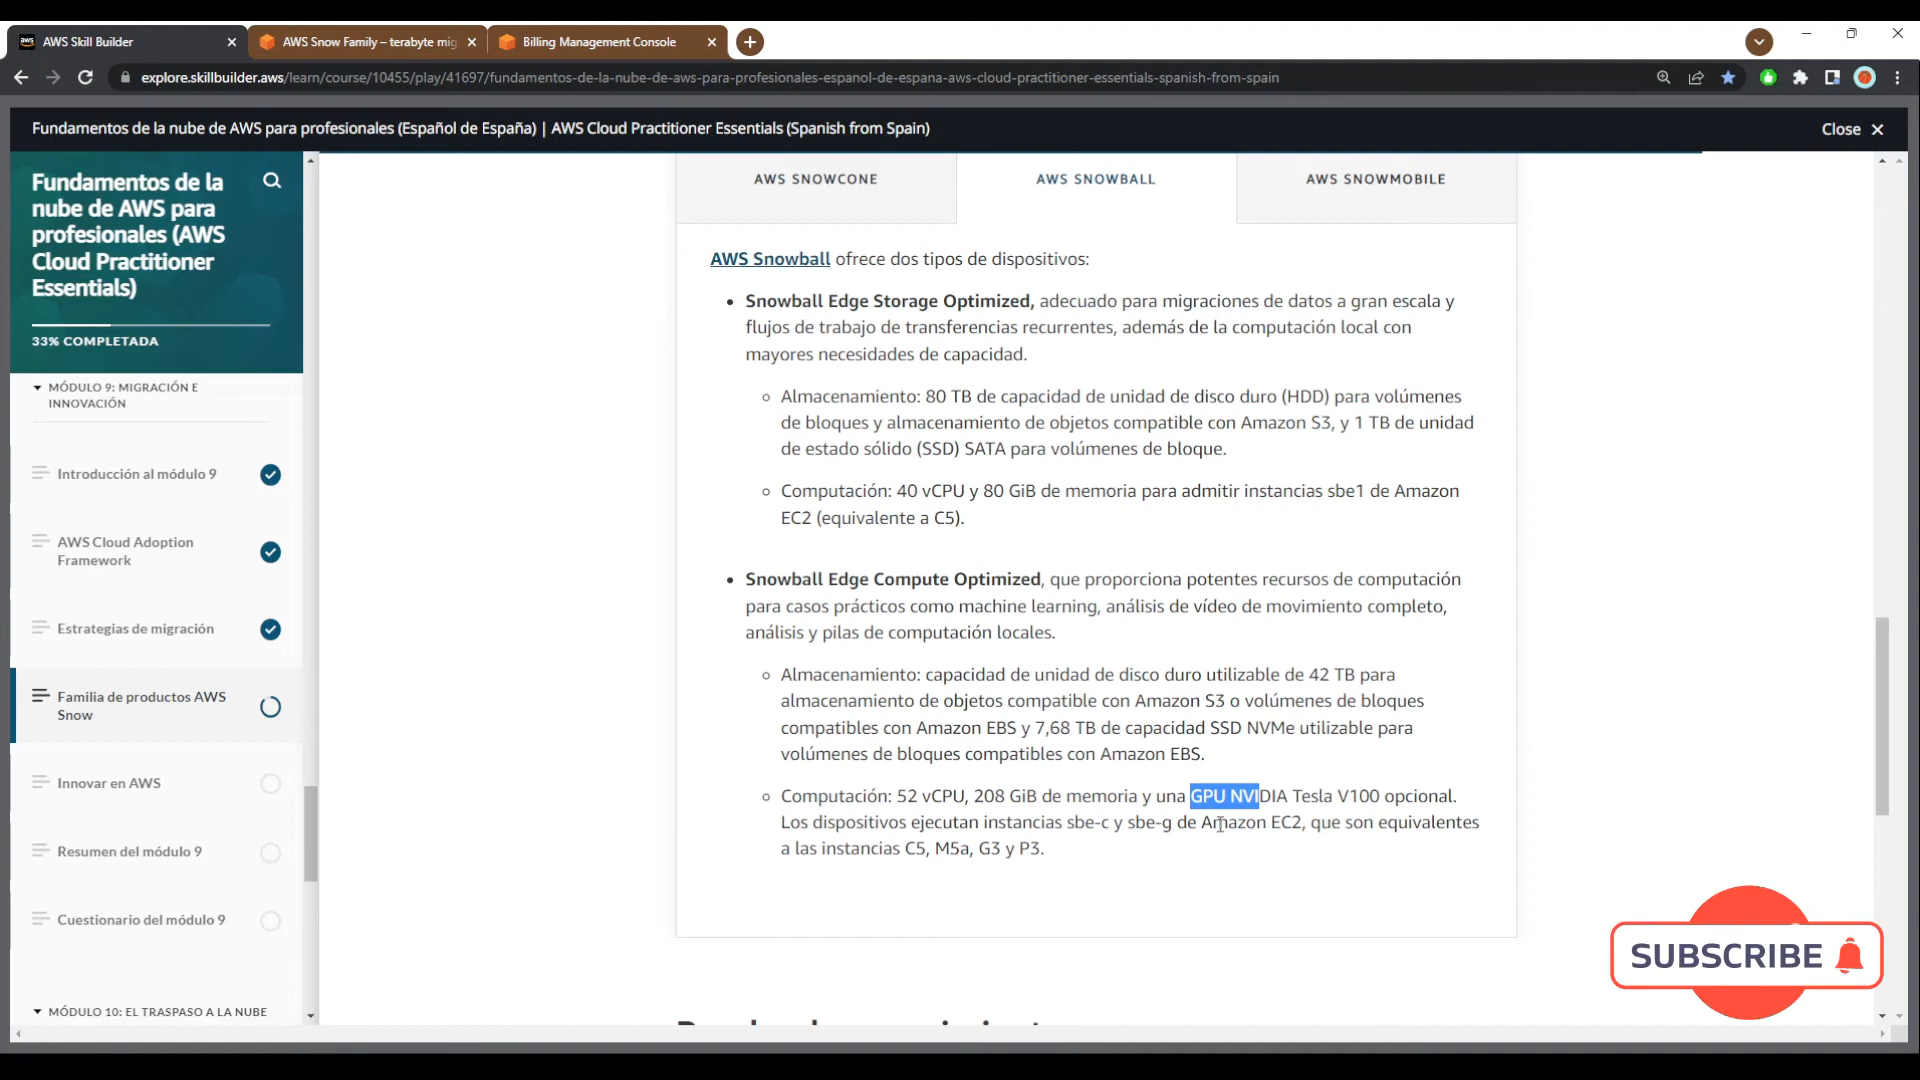 AWS Skill Builder
AWS Snow Family – terabyte mig
Billing Management Console
explore.skillbuilder.aws/learn/course/10455/play/41697/fundamentos-de-la-nube-de-aws-para-profesionales-espanol-de-espana-aws-cloud-practitioner-essentials-spanish-from-spain
Fundamentos de la nube de AWS para profesionales (Español de España) | AWS Cloud Practitioner Essentials (Spanish from Spain)
Close
Fundamentos de la
nube de AWS para
profesionales (AWS
Cloud Practitioner
Essentials)
33% COMPLETADA
MÓDULO 9: MIGRACIÓN E
INNOVACIÓN
Introducción al módulo 9
AWS Cloud Adoption
Framework
Estrategias de migración
Familia de productos AWS
Snow
Innovar en AWS
Resumen del módulo 9
Cuestionario del módulo 9
MÓDULO 10: EL TRASPASO A LA NUBE
AWS SNOWCONE
AWS SNOWBALL
AWS SNOWMOBILE
AWS Snowball ofrece dos tipos de dispositivos:
Snowball Edge Storage Optimized, adecuado para migraciones de datos a gran escala y
flujos de trabajo de transferencias recurrentes, además de la computación local con
mayores necesidades de capacidad.
Almacenamiento: 80 TB de capacidad de unidad de disco duro (HDD) para volúmenes
de bloques y almacenamiento de objetos compatible con Amazon S3, y 1 TB de unidad
de estado sólido (SSD) SATA para volúmenes de bloque.
Computación: 40 vCPU y 80 GiB de memoria para admitir instancias sbe1 de Amazon
EC2 (equivalente a C5).
Snowball Edge Compute Optimized, que proporciona potentes recursos de computación
para casos prácticos como machine learning, análisis de vídeo de movimiento completo,
análisis y pilas de computación locales.
Almacenamiento: capacidad de unidad de disco duro utilizable de 42 TB para
almacenamiento de objetos compatible con Amazon S3 o volúmenes de bloques
compatibles con Amazon EBS y 7,68 TB de capacidad SSD NVMe utilizable para
volúmenes de bloques compatibles con Amazon EBS.
Computación: 52 vCPU, 208 GiB de memoria y una GPU NVIDIA Tesla V100 opcional.
Los dispositivos ejecutan instancias sbe-c y sbe-g de Amazon EC2, que son equivalentes
a las instancias C5, M5a, G3 y P3.
SUBSCRIBE